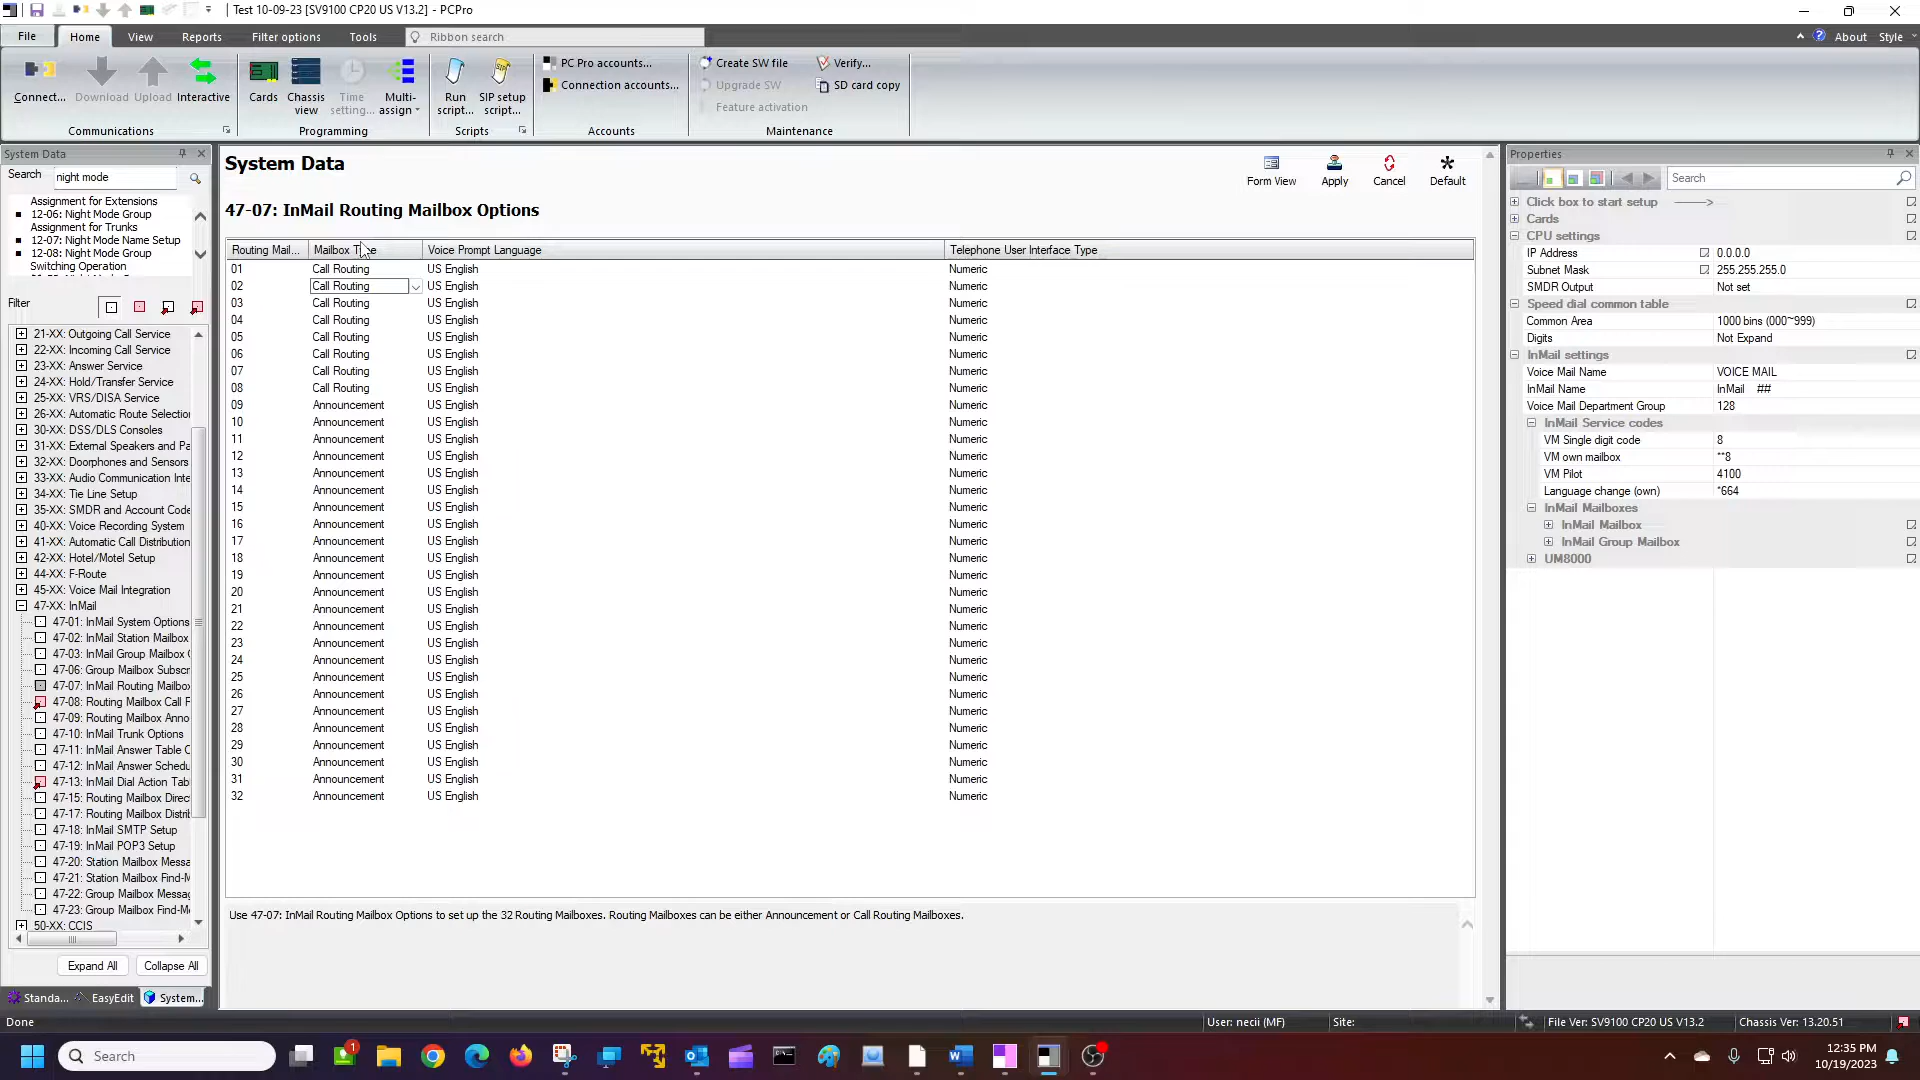 Test 10-09-23 [SV9100 CP20 US V13.2] - PCPro
File Home View Reports Filter options Tools Ribbon search About Style
Connect... Download Upload Interactive
Communications
Cards Chassis view Time setting... Multi-assign
Programming
Run script... SIP setup script...
Scripts
PC Pro accounts...
Connection accounts...
Accounts
Create SW file Verify...
Upgrade SW SD card copy
Feature activation
Maintenance
System Data
Search night mode
Assignment for Extensions
12-06: Night Mode Group
Assignment for Trunks
12-07: Night Mode Name Setup
12-08: Night Mode Group
Switching Operation
Filter
21-XX: Outgoing Call Service
22-XX: Incoming Call Service
23-XX: Answer Service
24-XX: Hold/Transfer Service
25-XX: VRS/DISA Service
26-XX: Automatic Route Selection
30-XX: DSS/DLS Consoles
31-XX: External Speakers and Pa
32-XX: Doorphones and Sensors
33-XX: Audio Communication Inte
34-XX: Tie Line Setup
35-XX: SMDR and Account Code
40-XX: Voice Recording System
41-XX: Automatic Call Distribution
42-XX: Hotel/Motel Setup
44-XX: F-Route
45-XX: Voice Mail Integration
47-XX: InMail
47-01: InMail System Options
47-02: InMail Station Mailbox
47-03: InMail Group Mailbox
47-06: Group Mailbox Subscr
47-07: InMail Routing Mailbox
47-08: Routing Mailbox Call F
47-09: Routing Mailbox Anno
47-10: InMail Trunk Options
47-11: InMail Answer Table
47-12: InMail Answer Schedu
47-13: InMail Dial Action Tab
47-15: Routing Mailbox Direc
47-17: Routing Mailbox Distrib
47-18: InMail SMTP Setup
47-19: InMail POP3 Setup
47-20: Station Mailbox Messa
47-21: Station Mailbox Find-M
47-22: Group Mailbox Messag
47-23: Group Mailbox Find-M
50-XX: CCIS
Expand All Collapse All
Standa... EasyEdit System...
System Data
Form View Apply Cancel Default
47-07: InMail Routing Mailbox Options
Routing Mail... Mailbox Voice Prompt Language Telephone User Interface Type
01 Call Routing US English Numeric
02 Call Routing US English Numeric
03 Call Routing US English Numeric
04 Call Routing US English Numeric
05 Call Routing US English Numeric
06 Call Routing US English Numeric
07 Call Routing US English Numeric
08 Call Routing US English Numeric
09 Announcement US English Numeric
10 Announcement US English Numeric
11 Announcement US English Numeric
12 Announcement US English Numeric
13 Announcement US English Numeric
14 Announcement US English Numeric
15 Announcement US English Numeric
16 Announcement US English Numeric
17 Announcement US English Numeric
18 Announcement US English Numeric
19 Announcement US English Numeric
20 Announcement US English Numeric
21 Announcement US English Numeric
22 Announcement US English Numeric
23 Announcement US English Numeric
24 Announcement US English Numeric
25 Announcement US English Numeric
26 Announcement US English Numeric
27 Announcement US English Numeric
28 Announcement US English Numeric
29 Announcement US English Numeric
30 Announcement US English Numeric
31 Announcement US English Numeric
32 Announcement US English Numeric
Use 47-07: InMail Routing Mailbox Options to set up the 32 Routing Mailboxes. Routing Mailboxes can be either Announcement or Call Routing Mailboxes.
Properties
Search
Click box to start setup ----->
Cards
CPU settings
IP Address 0.0.0.0
Subnet Mask 255.255.255.0
SMDR Output Not set
Speed dial common table
Common Area 1000 bins (000~999)
Digits Not Expand
InMail settings
Voice Mail Name VOICE MAIL
InMail Name InMail ##
Voice Mail Department Group 128
InMail Service codes
VM Single digit code 8
VM own mailbox **8
VM Pilot 4100
Language change (own) *664
InMail Mailboxes
InMail Mailbox
InMail Group Mailbox
UM8000
Done User: necii (MF) Site: File Ver: SV9100 CP20 US V13.2 Chassis Ver: 13.20.51
Search 1 12:35 PM
10/19/2023